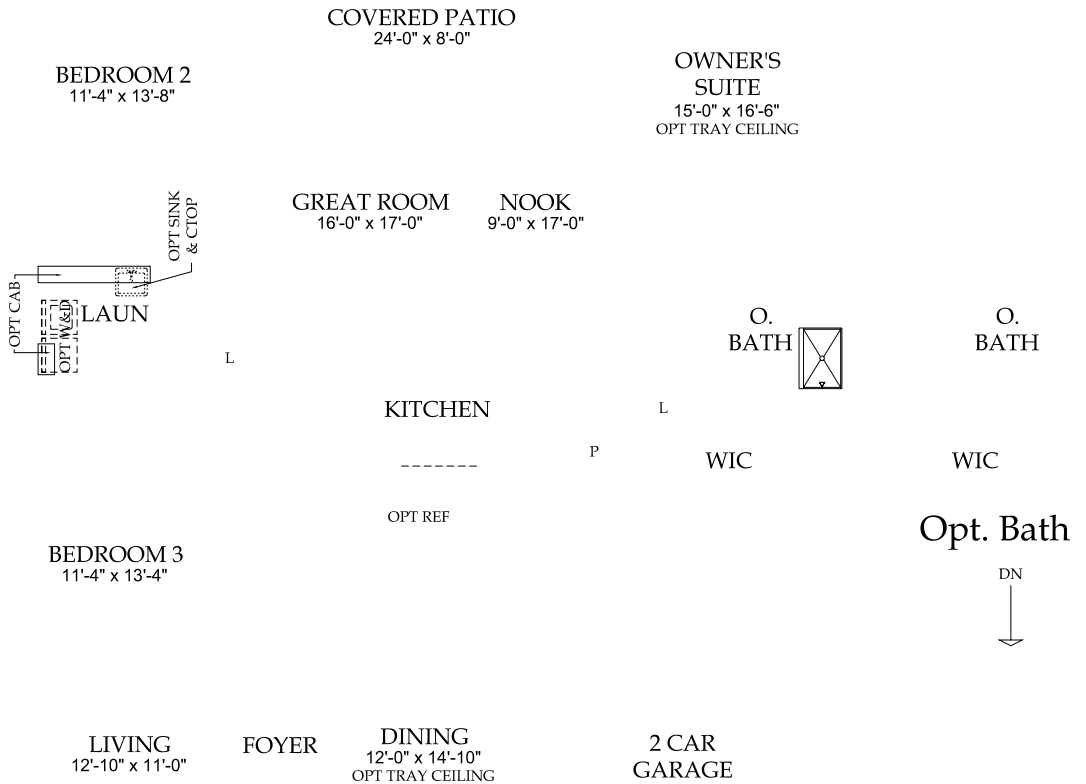 COVERED PATIO
24'-0" x 8'-0"
BEDROOM 2
11'-4" x 13'-8"
OWNER'S
SUITE
15'-0" x 16'-6"
OPT TRAY CEILING
OPT SINK
& CTOP
GREAT ROOM
16'-0" x 17'-0"
NOOK
9'-0" x 17'-0"
OPT CAB
OPT W&D
LAUN
O.
BATH
O.
BATH
L
KITCHEN
L
P
WIC
WIC
OPT REF
Opt. Bath
BEDROOM 3
11'-4" x 13'-4"
DN
LIVING
12'-10" x 11'-0"
FOYER
DINING
12'-0" x 14'-10"
OPT TRAY CEILING
2 CAR
GARAGE